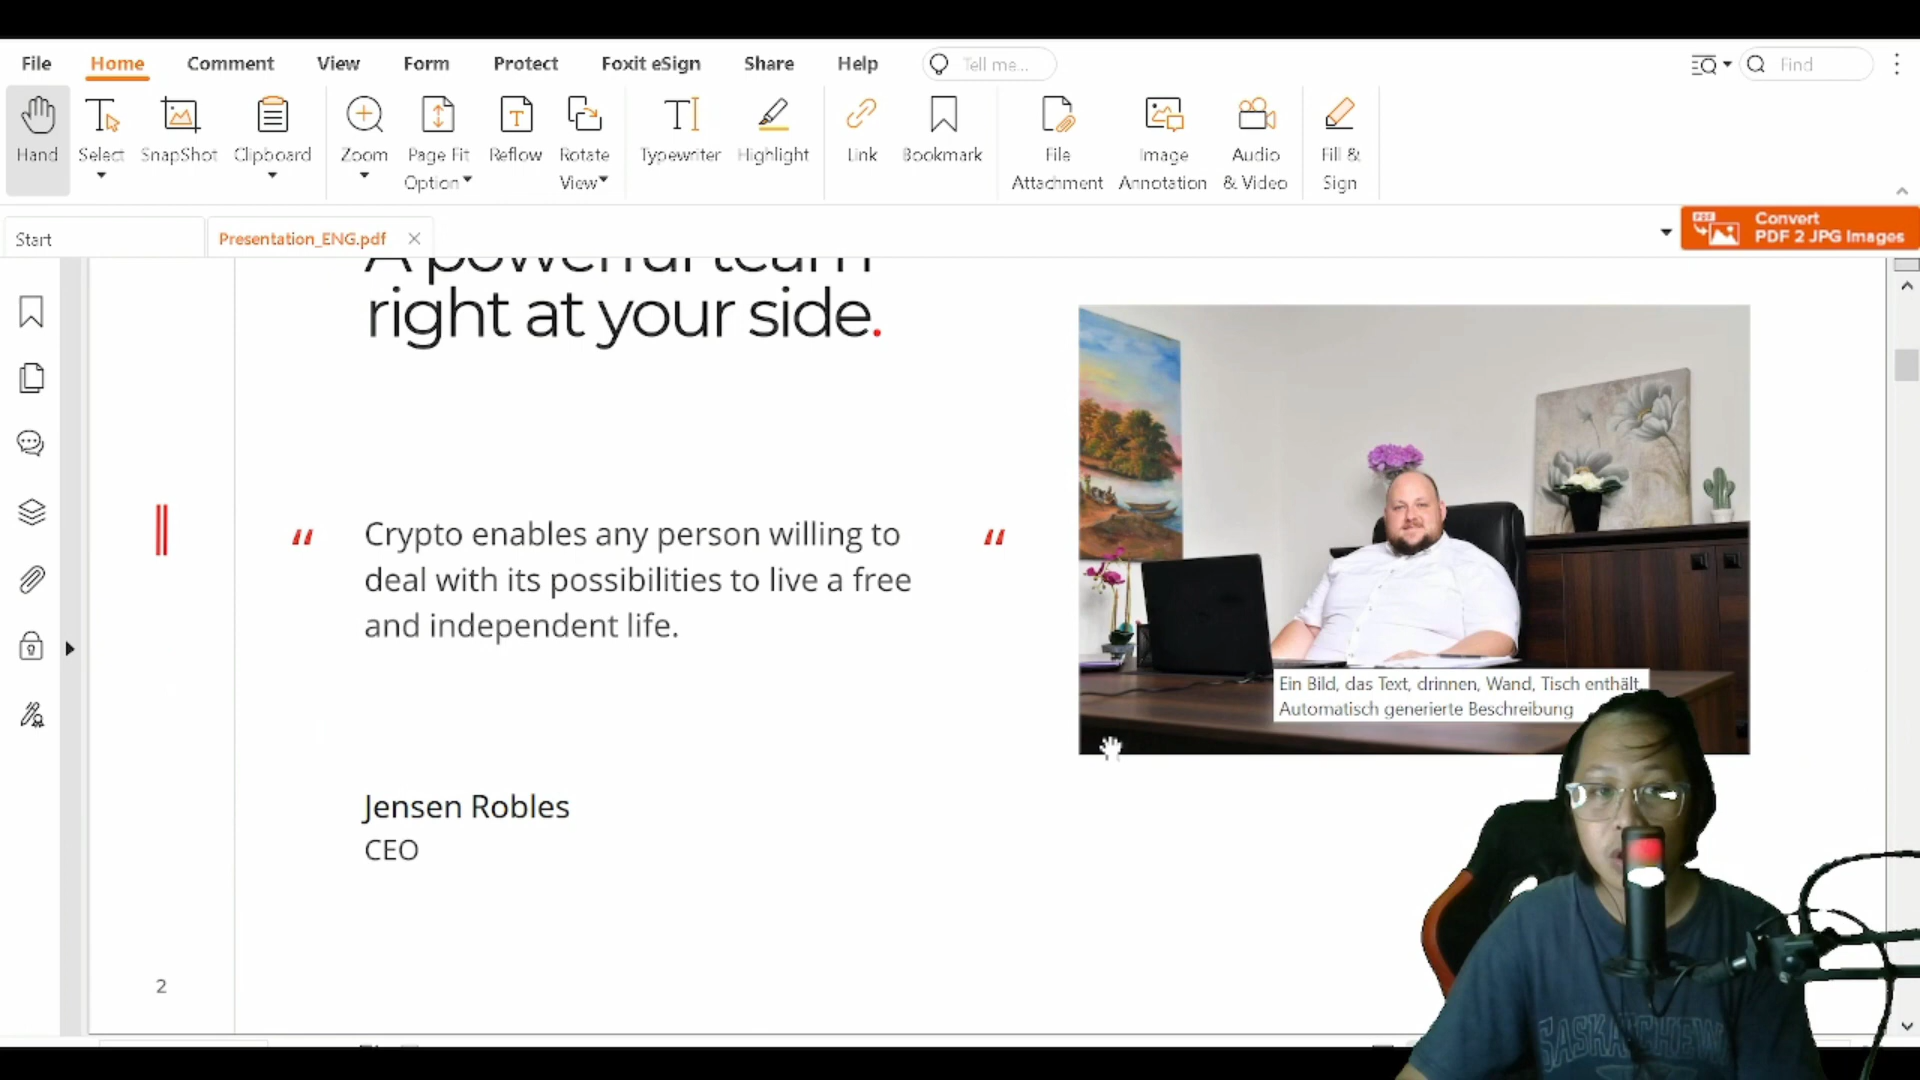 File Home Comment View Form Protect Foxit eSign Share Help Tell me... Find
Hand Select SnapShot Clipboard Zoom Page Fit Option Reflow Rotate View Typewriter Highlight Link Bookmark File Attachment Image Annotation Audio & Video Fill & Sign
Start Presentation_ENG.pdf
PDF Convert
PDF 2 JPG Images
A powerful team
right at your side.
“ Crypto enables any person willing to “
deal with its possibilities to live a free
and independent life.
Ein Bild, das Text, drinnen, Wand, Tisch enthält
Automatisch generierte Beschreibung
Jensen Robles
CEO
2
SASKATCHEW